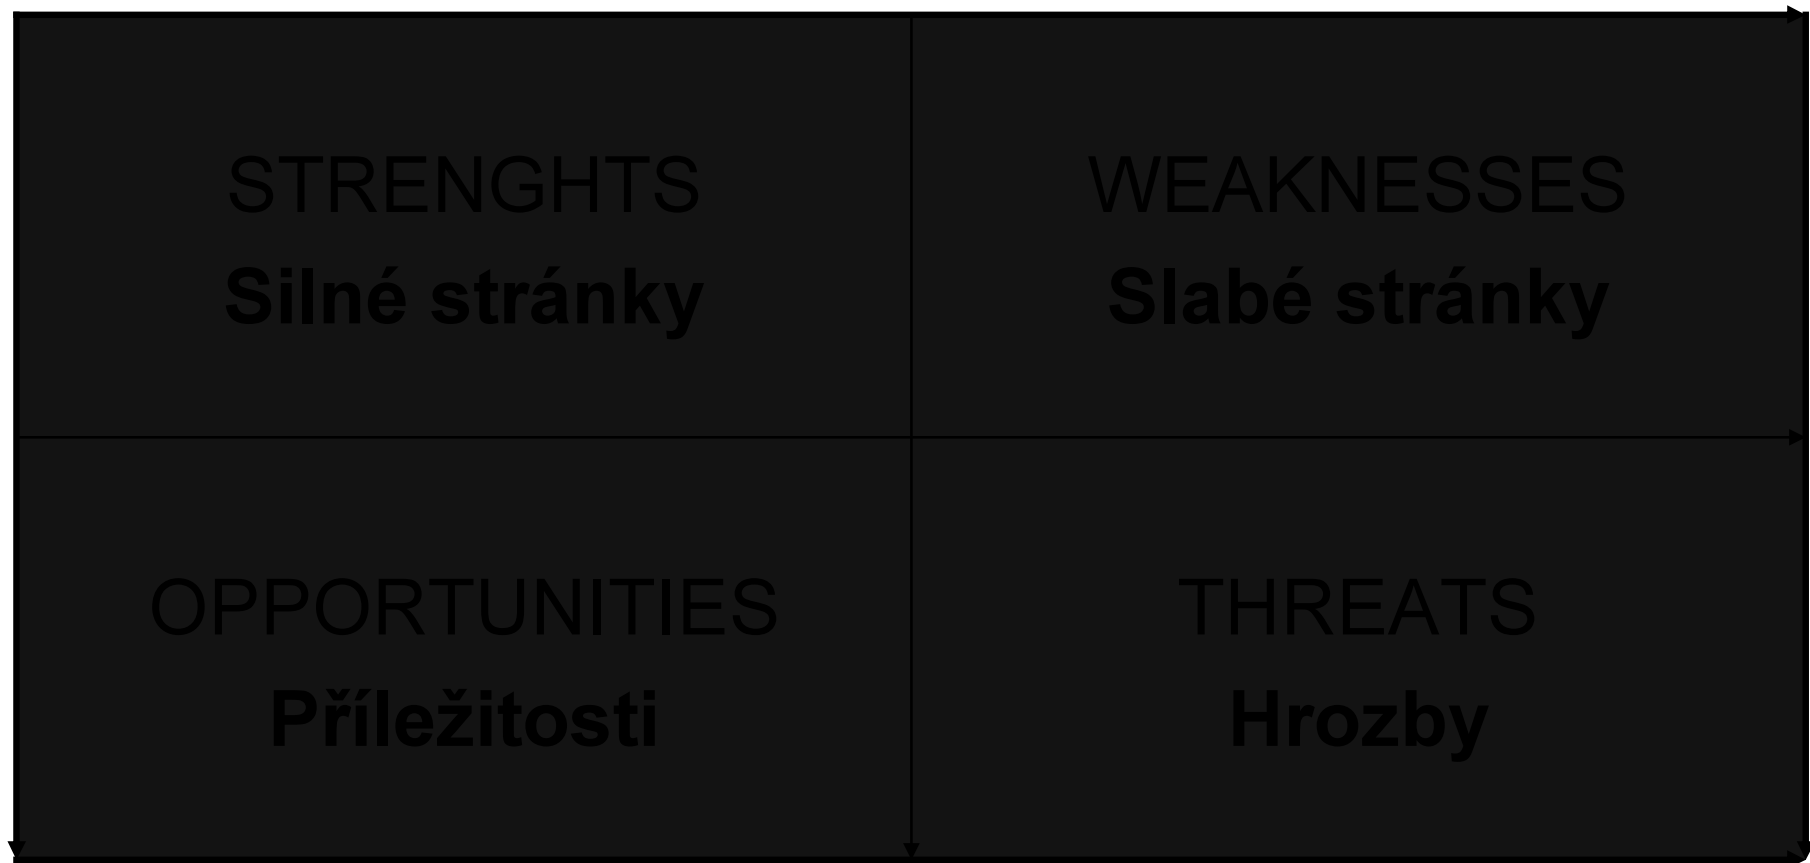 STRENGHTS
Silné stránky
WEAKNESSES
Slabé stránky
OPPORTUNITIES
Příležitosti
THREATS
Hrozby